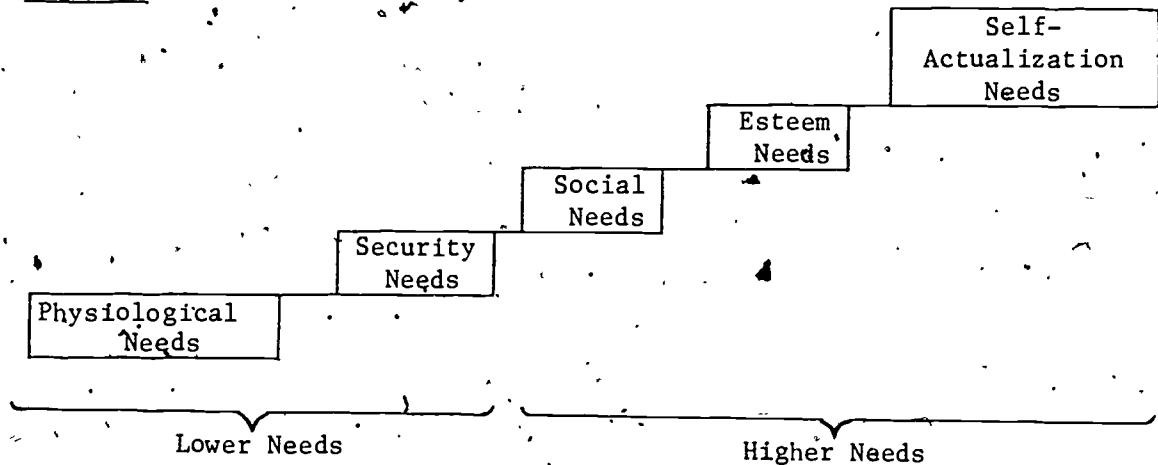 Self-
Actualization
Needs
Esteem
Needs
Social
Needs
Security
Needs
Physiological
Needs
Lower Needs
Higher Needs